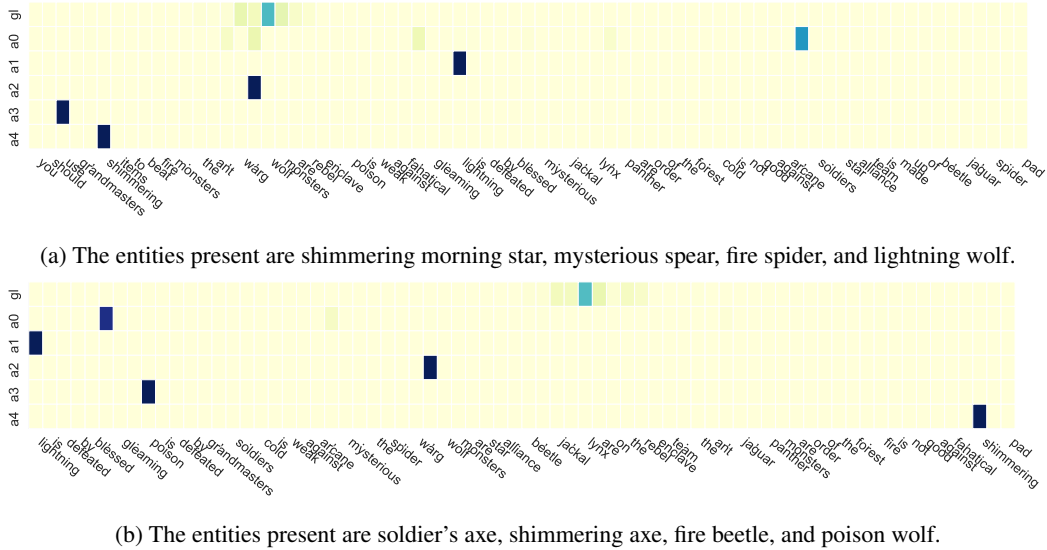 gl
a0
a1
a2
a3
a4
you should use grandmasters shimmering items to beat fire monsters the ant warg wolf monsters are rebel enclave poison is weak against fanatical gleaming lightning is defeated by blessed mysterious jackal lynx panther are order of the forest cold is not good against arcane soldiers star alliance team is made up of beetle jaguar spider pad
(a) The entities present are shimmering morning star, mysterious spear, fire spider, and lightning wolf.
gl
a0
a1
a2
a3
a4
lightning is defeated by blessed gleaming poison is defeated by grandmasters soldiers cold is weak against arcane mysterious the spider warg wolf monsters are star alliance beetle jackal lynx are on the rebel enclave team the ant jaguar panther monsters are order of the forest fire is not good against fanatical shimmering pad
(b) The entities present are soldier's axe, shimmering axe, fire beetle, and poison wolf.